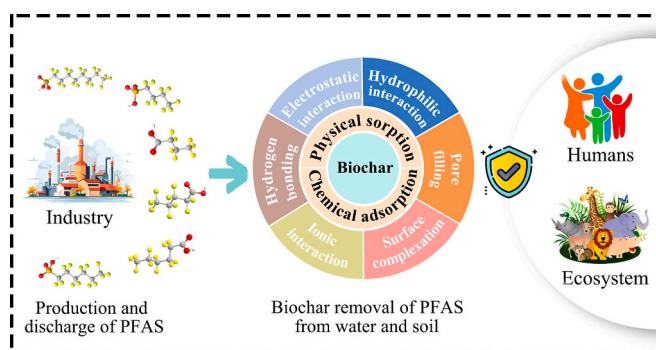 Industry
Production and
discharge of PFAS
Electrostatic
interaction
Hydrophilic
interaction
Hydrogen
bonding
Pore
filling
Ionic
interaction
Surface
complexation
Physical sorption
Biochar
Chemical adsorption
Biochar removal of PFAS
from water and soil
Humans
Ecosystem